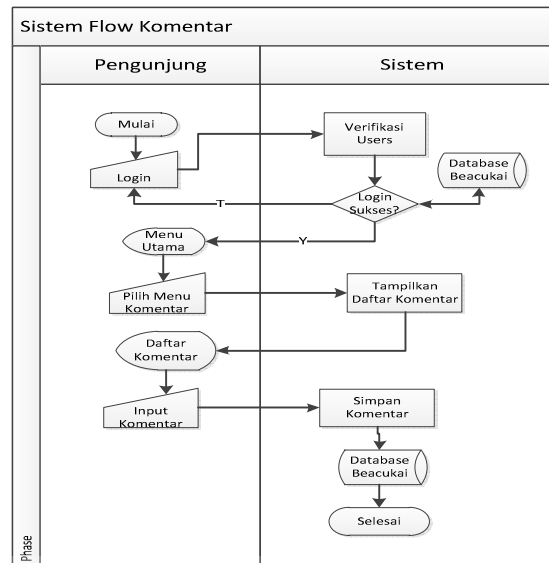 Sistem Flow Komentar
Pengunjung
Sistem
Mulai
Login
Verifikasi
Users
Database
Beacukai
Login
Sukses?
T
Y
Menu
Utama
Pilih Menu
Komentar
Tampilkan
Daftar Komentar
Daftar
Komentar
Input
Komentar
Simpan
Komentar
Database
Beacukai
Selesai
Phase